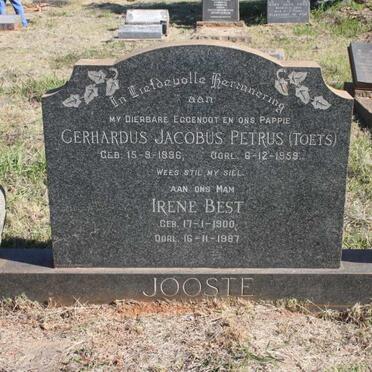 In Liefdevolle Herinnering
aan
my Dierbare Eggenoot en ons Pappie
Gerhardus Jacobus Petrus (Toets)
Geb. 15-9-1896, Oorl. 6-12-1959.
Wees stil my siel.
aan ons Mam
Irene Best
Geb. 17-1-1900,
Oorl. 16-11-1987
JOOSTE